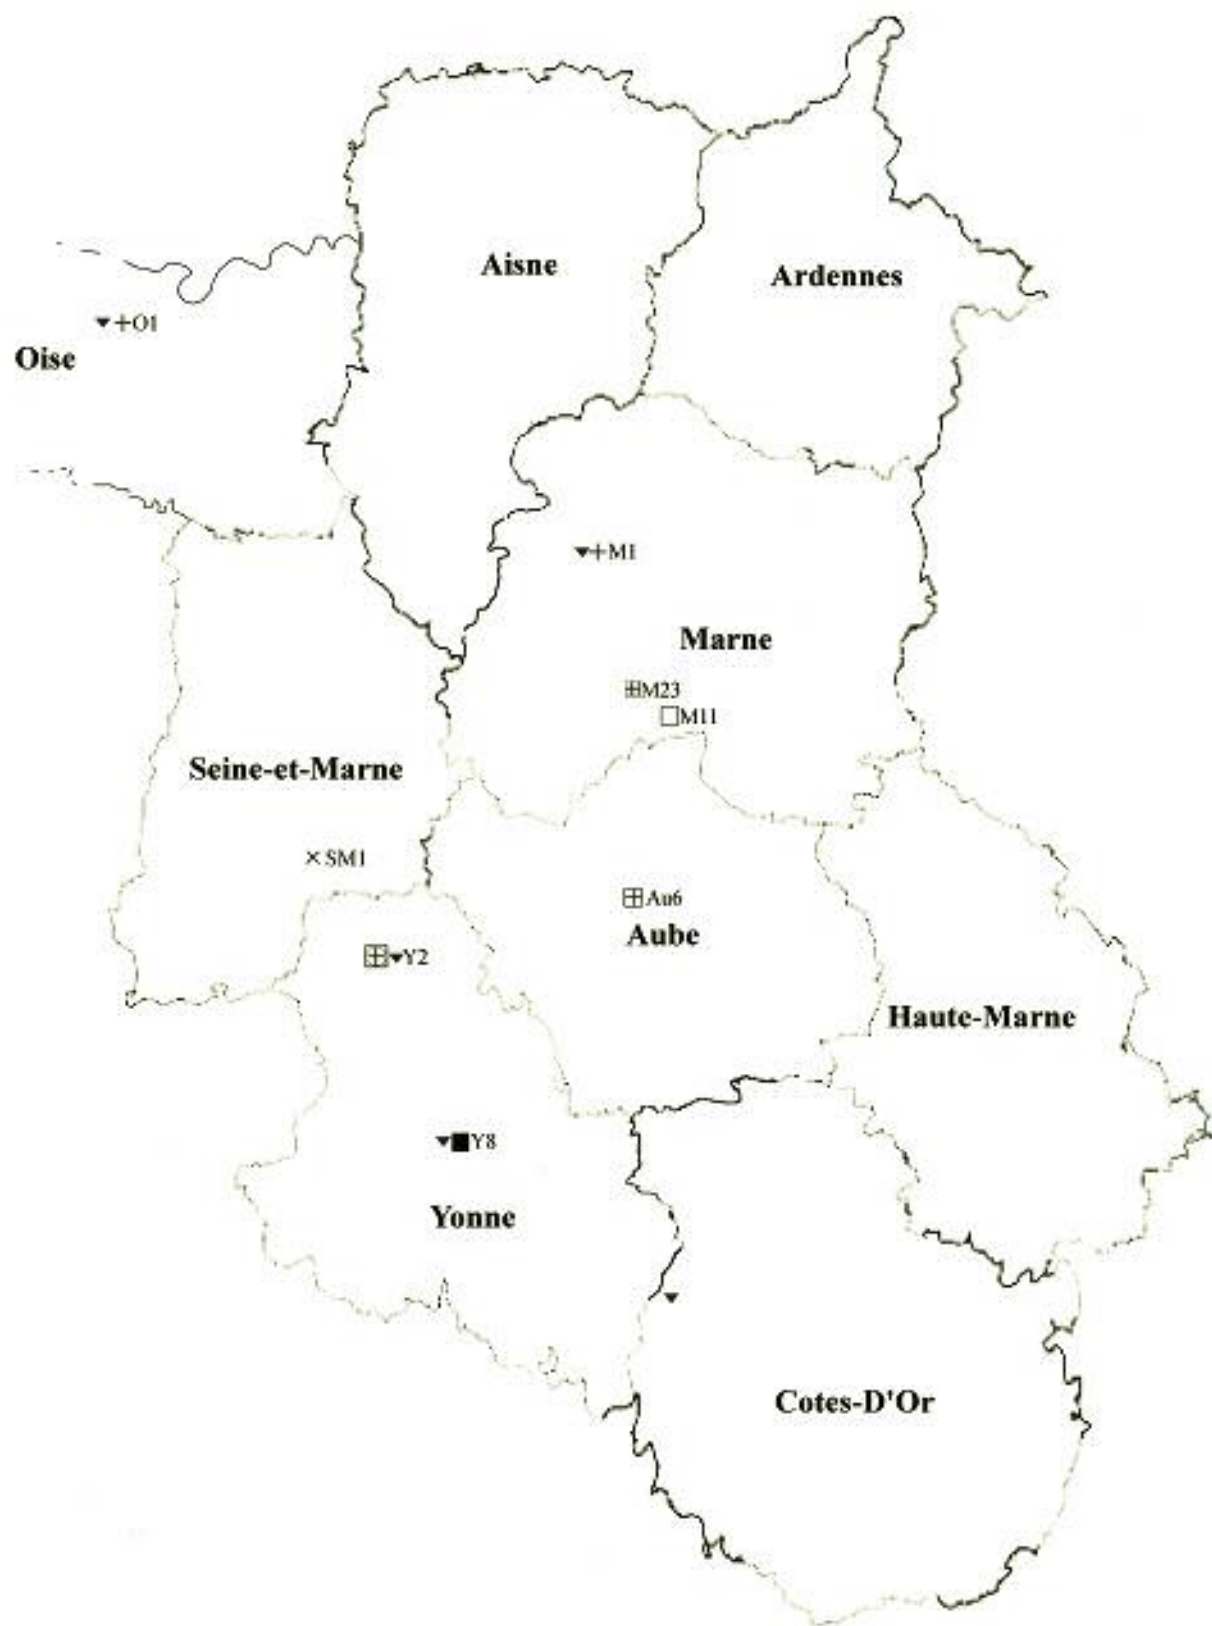 Aisne
Ardennes
O1
Oise
M1
Marne
M23
M11
Seine-et-Marne
SM1
Au6
Aube
Y2
Haute-Marne
Y8
Yonne
Cotes-D'Or